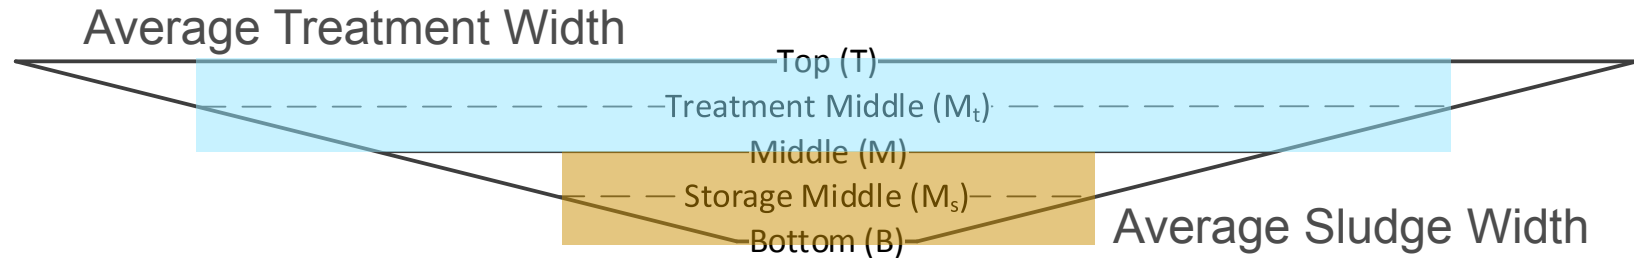 Average Treatment Width
Top (T)
Treatment Middle (Mₜ)
Middle (M)
Storage Middle (Mₛ)
Average Sludge Width
Bottom (B)